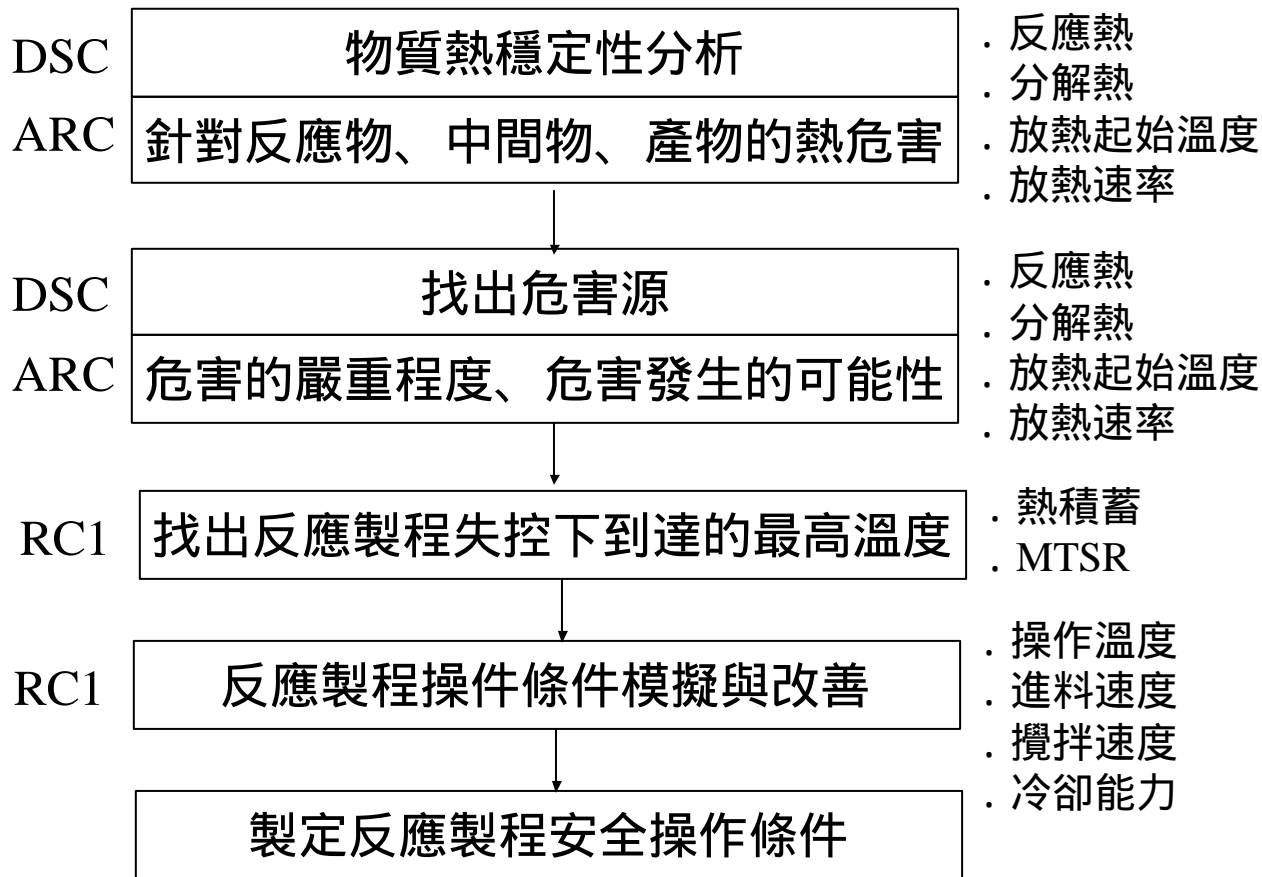 DSC
物質熱穩定性分析
ARC
針對反應物、中間物、產物的熱危害
. 反應熱
. 分解熱
. 放熱起始溫度
. 放熱速率
DSC
找出危害源
ARC
危害的嚴重程度、危害發生的可能性
. 反應熱
. 分解熱
. 放熱起始溫度
. 放熱速率
RC1
找出反應製程失控下到達的最高溫度
. 熱積蓄
. MTSR
RC1
反應製程操件條件模擬與改善
. 操作溫度
. 進料速度
. 攪拌速度
. 冷卻能力
製定反應製程安全操作條件